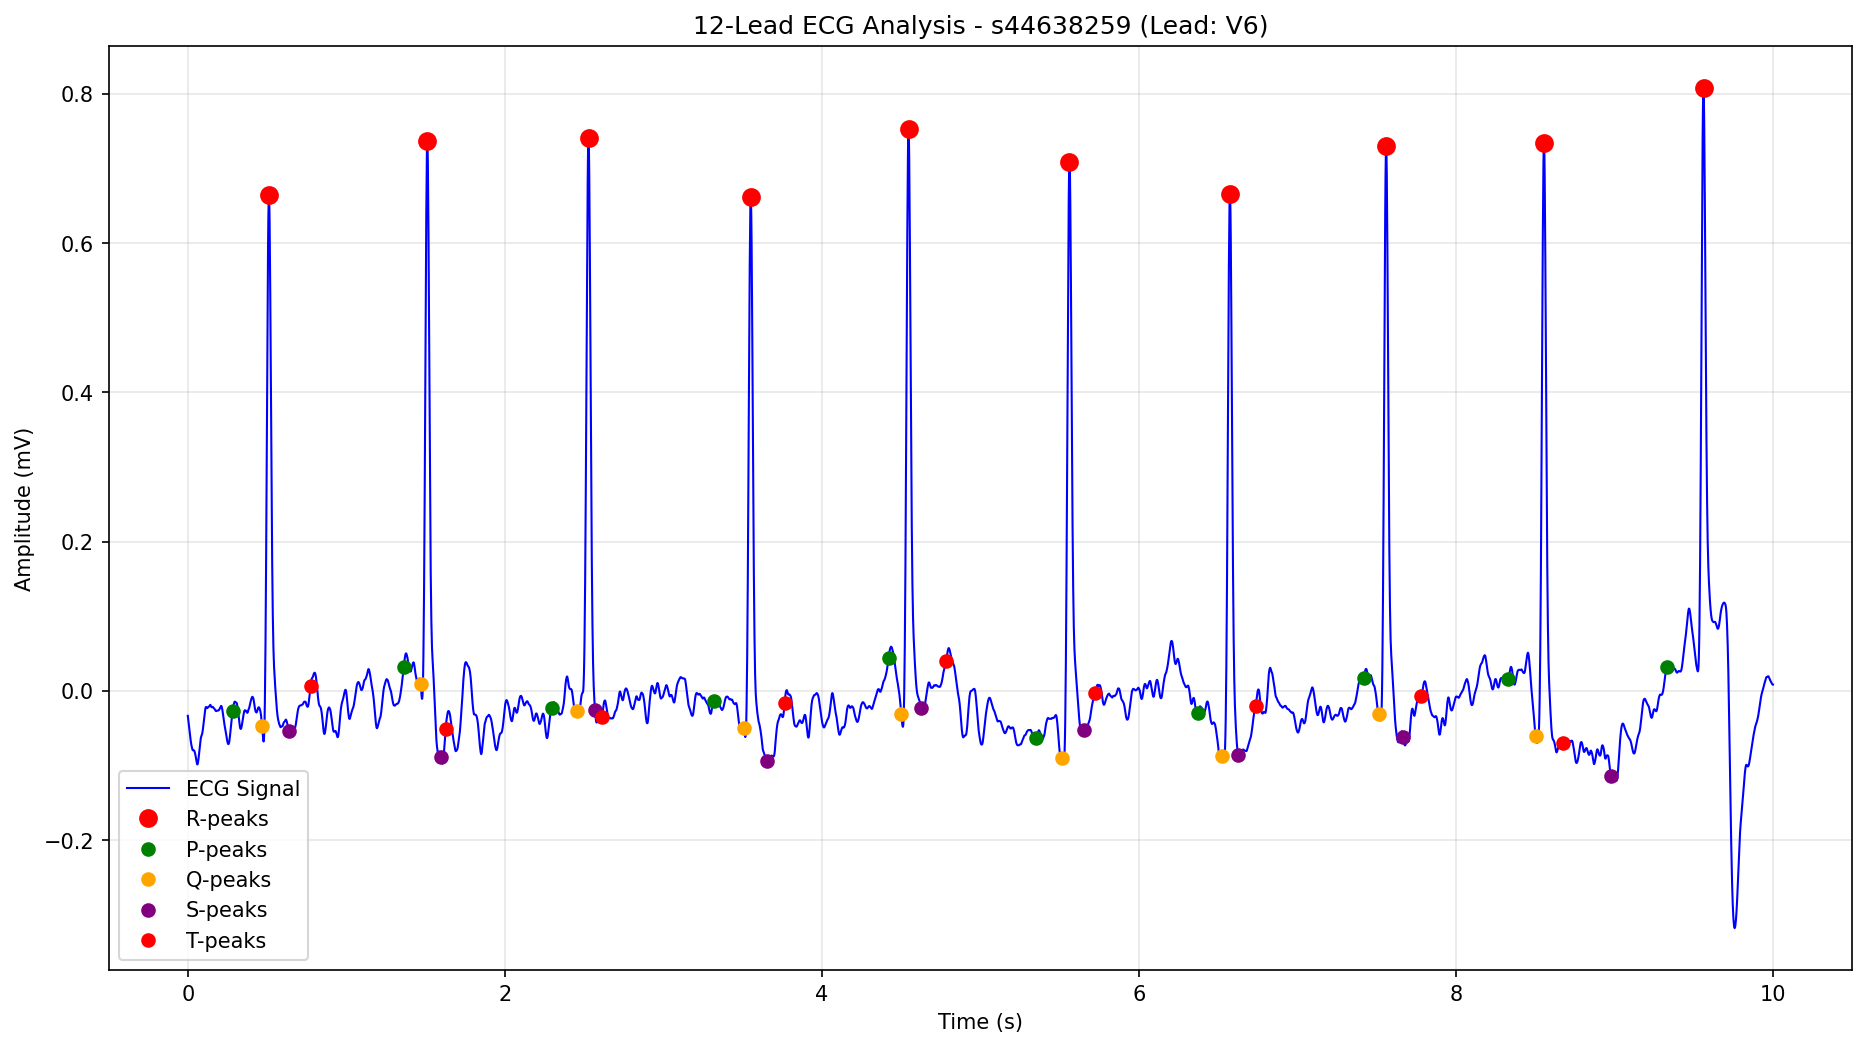 12-Lead ECG Analysis - s44638259 (Lead: V6)
Amplitude (mV)
0.8
0.6
0.4
0.2
0.0
−0.2
ECG Signal
R-peaks
P-peaks
Q-peaks
S-peaks
T-peaks
0 2 4 6 8 10
Time (s)